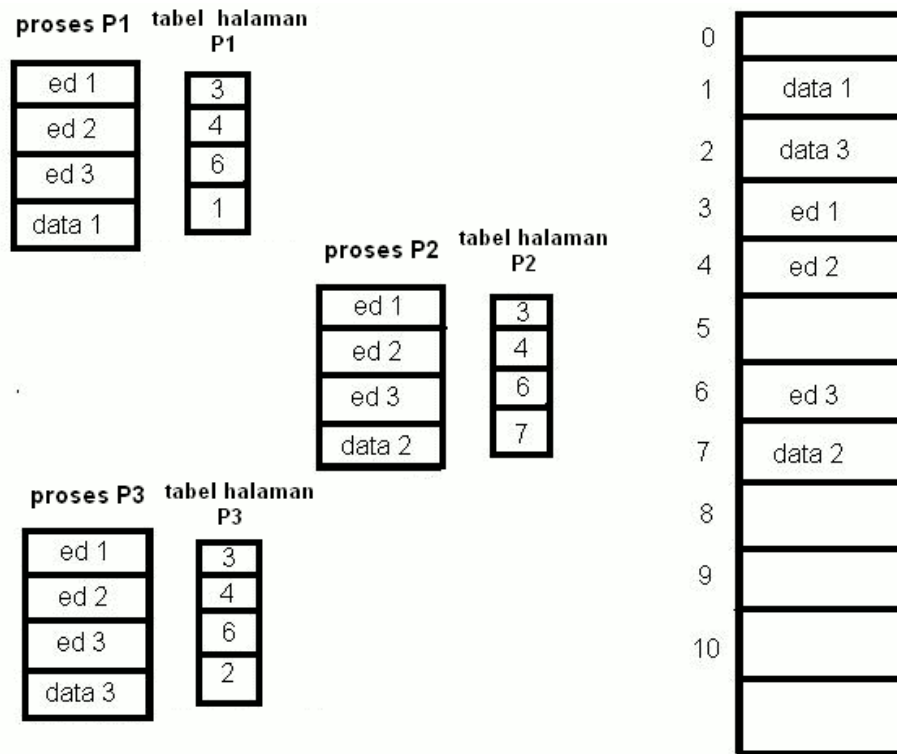 proses P1
tabel halaman
P1
ed 1
ed 2
ed 3
data 1
3
4
6
1
proses P2
tabel halaman
P2
ed 1
ed 2
ed 3
data 2
3
4
6
7
proses P3
tabel halaman
P3
ed 1
ed 2
ed 3
data 3
3
4
6
2
0
1 data 1
2 data 3
3 ed 1
4 ed 2
5
6 ed 3
7 data 2
8
9
10